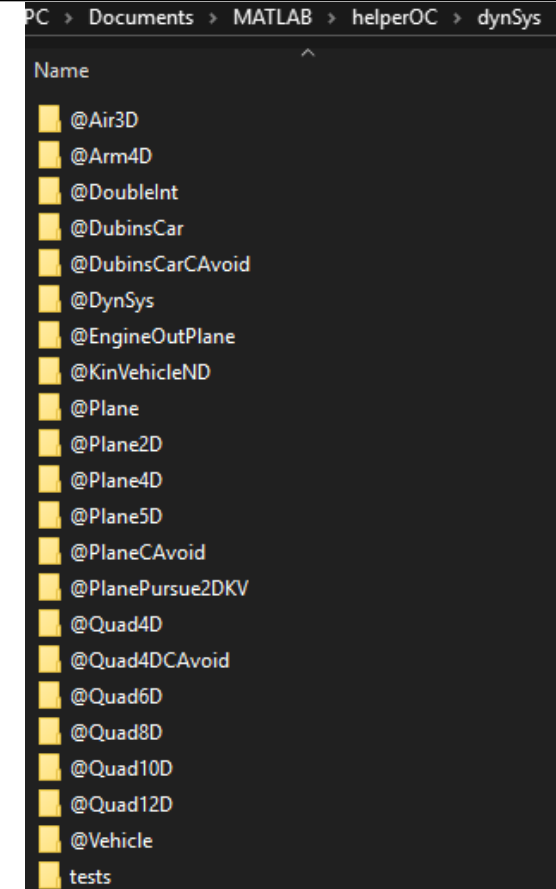 PC > Documents > MATLAB > helperOC > dynSys
Name
@Air3D
@Arm4D
@DoubleInt
@DubinsCar
@DubinsCarCAvoid
@DynSys
@EngineOutPlane
@KinVehicleND
@Plane
@Plane2D
@Plane4D
@Plane5D
@PlaneCAvoid
@PlanePursue2DKV
@Quad4D
@Quad4DCAvoid
@Quad6D
@Quad8D
@Quad10D
@Quad12D
@Vehicle
tests